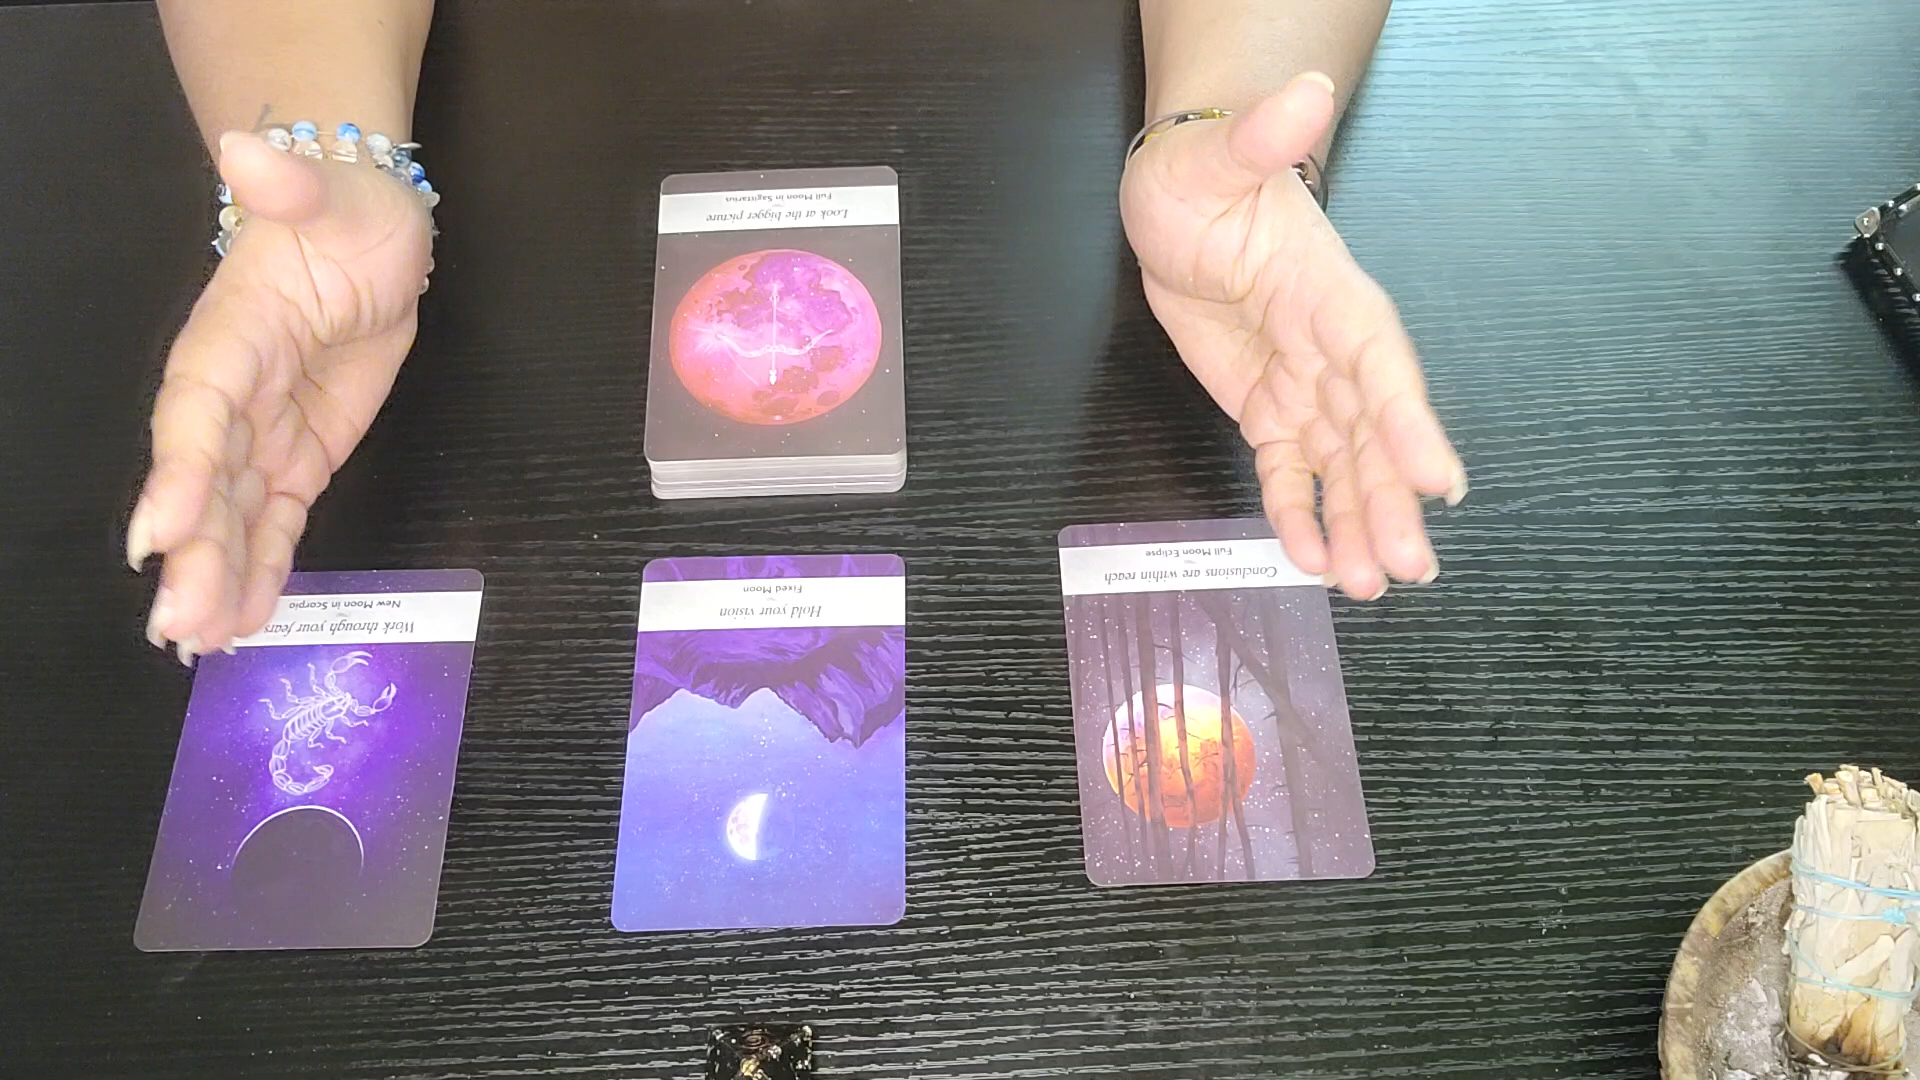 Look at the bigger picture
Full Moon in Sagittarius
Work through your fears
New Moon in Scorpio
Hold your vision
Fixed Moon
Conclusions are within reach
Full Moon Eclipse